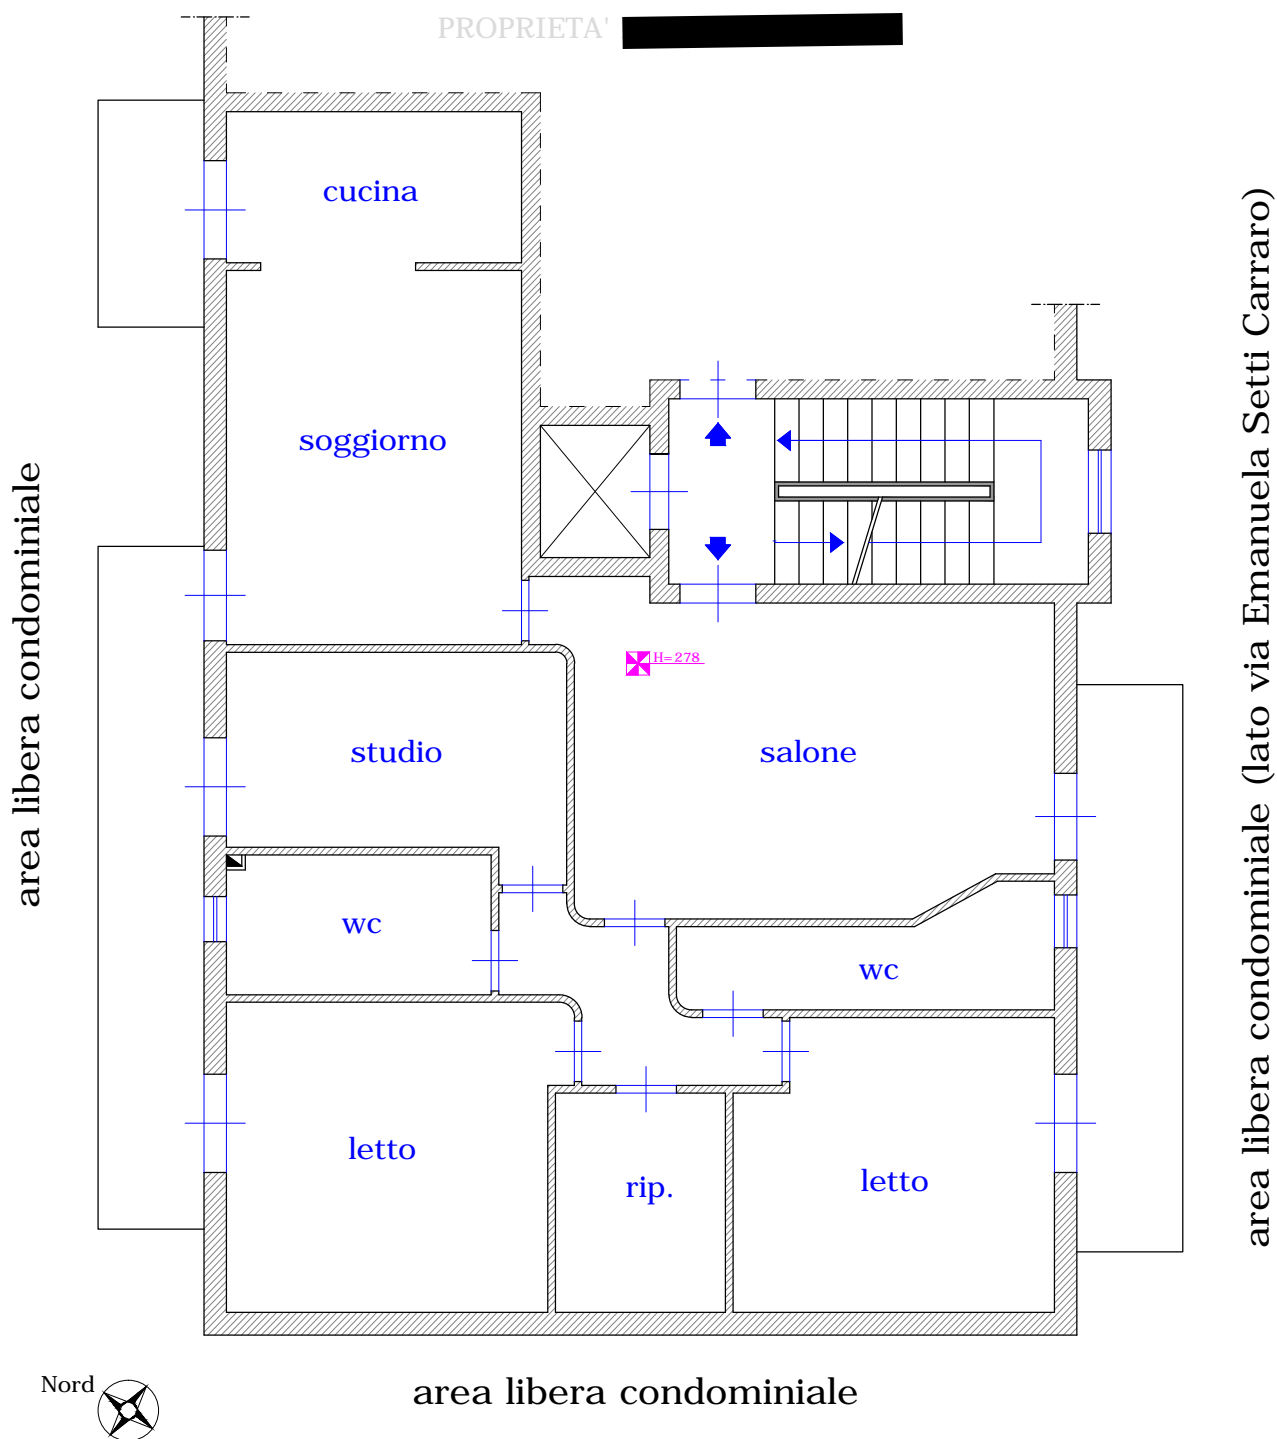 PROPRIETA'
cucina
soggiorno
area libera condominiale
area libera condominiale (lato via Emanuela Setti Carraro)
H=278
studio
salone
wc
wc
letto
rip.
letto
Nord
area libera condominiale